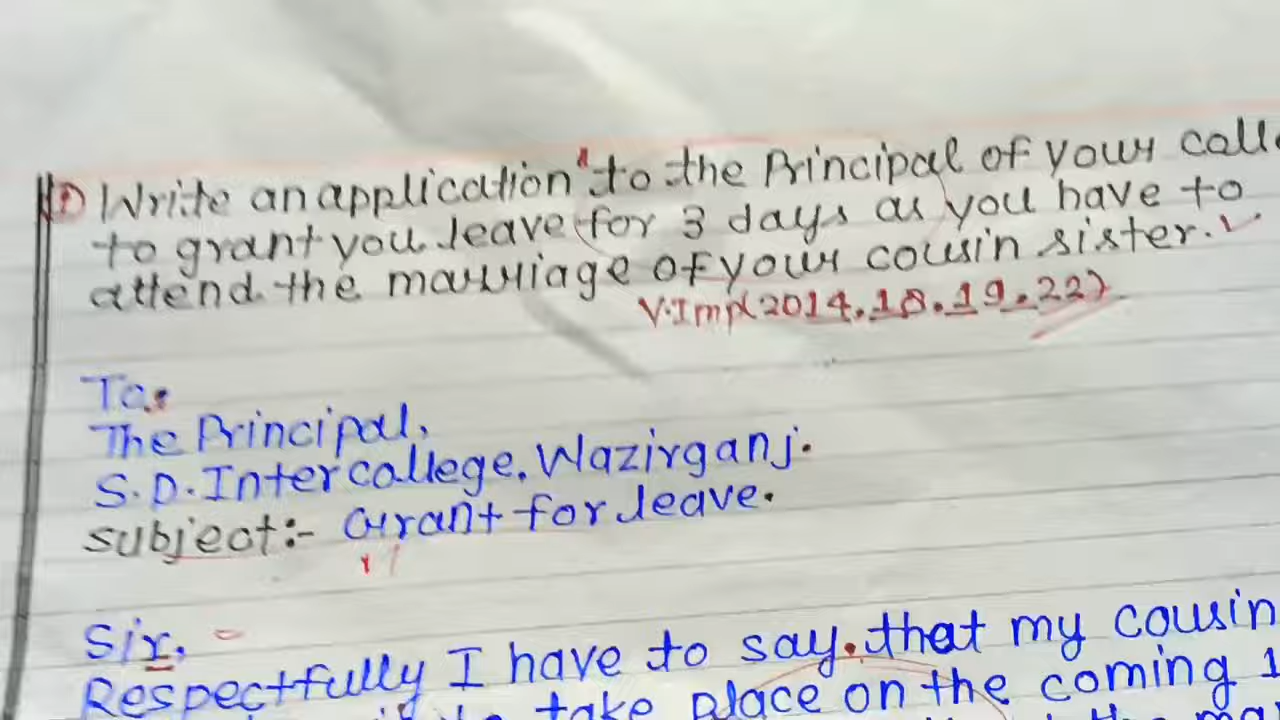 1) Write an application to the Principal of your colle
to grant you leave for 3 days as you have to
attend the marriage of your cousin sister.
V.Imp(2014.18.19.22)
To.
The Principal,
S.D.Inter college, Wazirganj.
subject:- Grant for leave.
Sir,
Respectfully I have to say that my cousin
take place on the coming 1